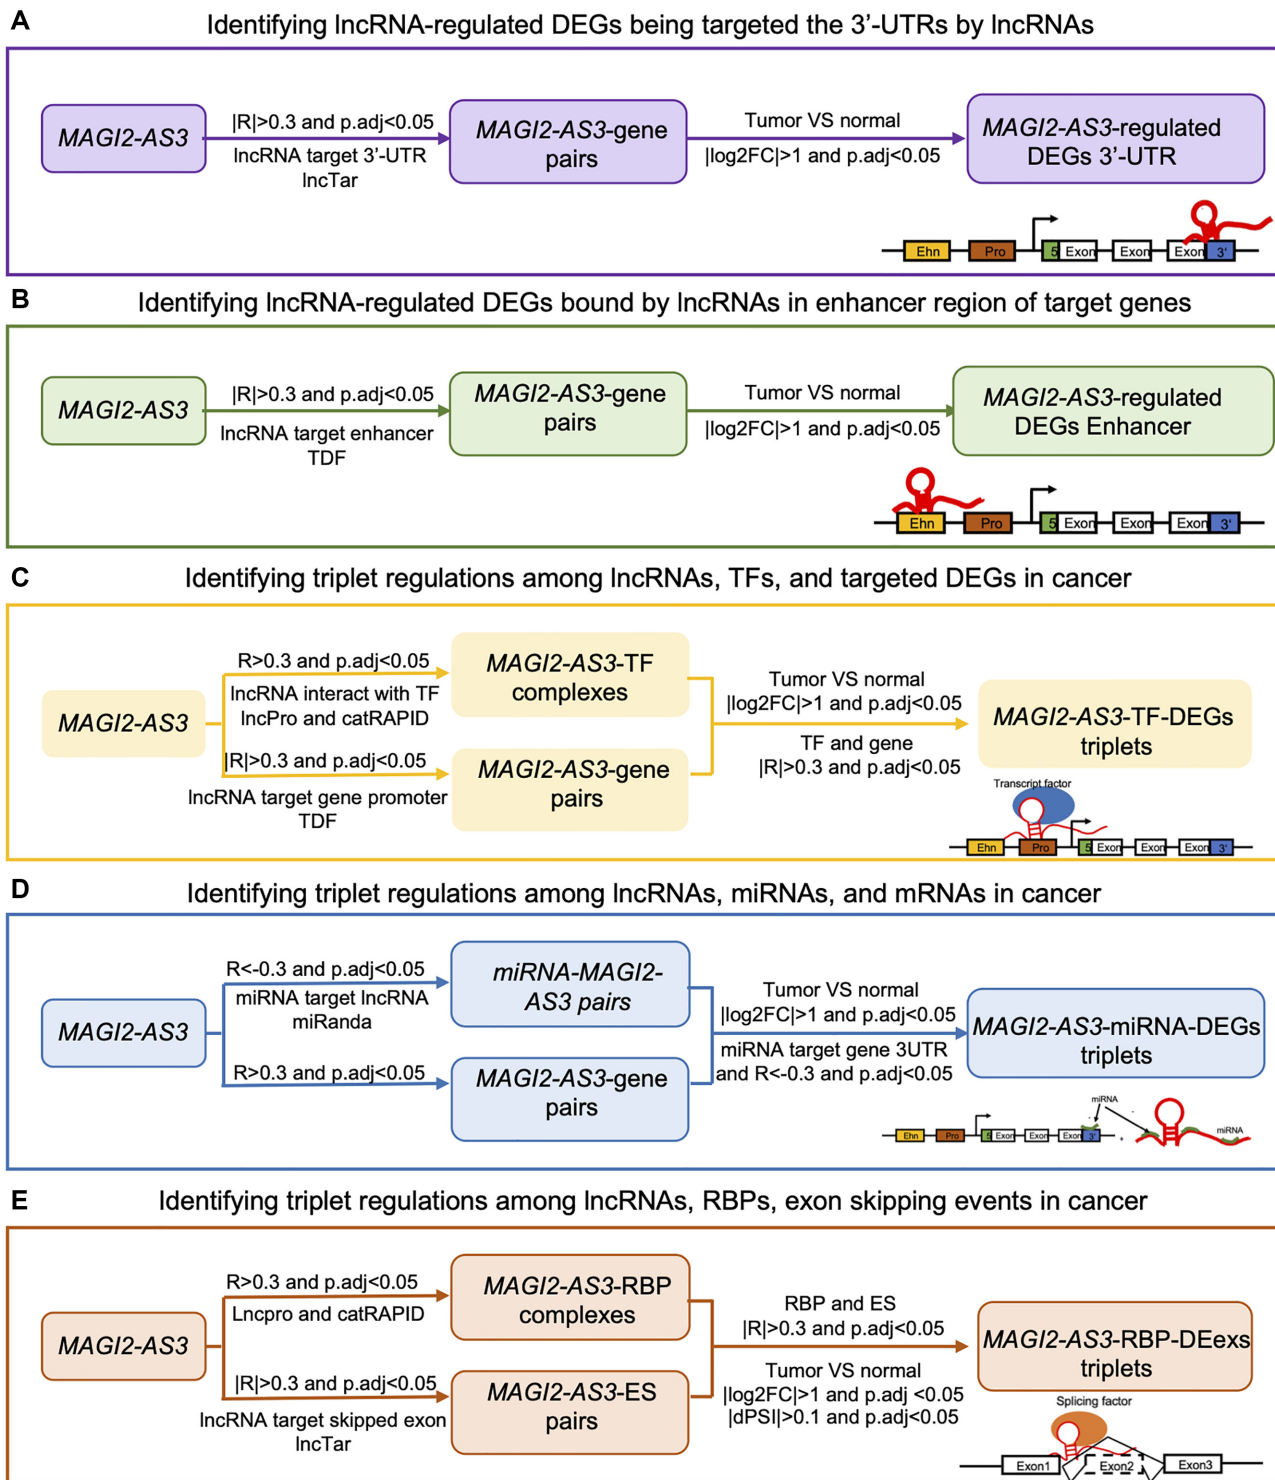 A
Identifying lncRNA-regulated DEGs being targeted the 3'-UTRs by lncRNAs
MAGI2-AS3
|R|>0.3 and p.adj<0.05
lncRNA target 3'-UTR
lncTar
MAGI2-AS3-gene
pairs
Tumor VS normal
|log2FC|>1 and p.adj<0.05
MAGI2-AS3-regulated
DEGs 3'-UTR
Ehn Pro 5 Exon Exon Exon 3'
B
Identifying lncRNA-regulated DEGs bound by lncRNAs in enhancer region of target genes
MAGI2-AS3
|R|>0.3 and p.adj<0.05
lncRNA target enhancer
TDF
MAGI2-AS3-gene
pairs
Tumor VS normal
|log2FC|>1 and p.adj<0.05
MAGI2-AS3-regulated
DEGs Enhancer
Ehn Pro 5 Exon Exon Exon 3'
C
Identifying triplet regulations among lncRNAs, TFs, and targeted DEGs in cancer
MAGI2-AS3
R>0.3 and p.adj<0.05
lncRNA interact with TF
lncPro and catRAPID
|R|>0.3 and p.adj<0.05
lncRNA target gene promoter
TDF
MAGI2-AS3-TF
complexes
MAGI2-AS3-gene
pairs
Tumor VS normal
|log2FC|>1 and p.adj<0.05
TF and gene
|R|>0.3 and p.adj<0.05
MAGI2-AS3-TF-DEGs
triplets
Transcript factor
Ehn Pro 5 Exon Exon Exon 3'
D
Identifying triplet regulations among lncRNAs, miRNAs, and mRNAs in cancer
MAGI2-AS3
R<-0.3 and p.adj<0.05
miRNA target lncRNA
miRanda
R>0.3 and p.adj<0.05
miRNA-MAGI2-
AS3 pairs
MAGI2-AS3-gene
pairs
Tumor VS normal
|log2FC|>1 and p.adj<0.05
miRNA target gene 3UTR
and R<-0.3 and p.adj<0.05
MAGI2-AS3-miRNA-DEGs
triplets
miRNA
miRNA
Ehn Pro 5 Exon Exon Exon 3' +
E
Identifying triplet regulations among lncRNAs, RBPs, exon skipping events in cancer
MAGI2-AS3
R>0.3 and p.adj<0.05
Lncpro and catRAPID
|R|>0.3 and p.adj<0.05
lncRNA target skipped exon
lncTar
MAGI2-AS3-RBP
complexes
MAGI2-AS3-ES
pairs
RBP and ES
|R|>0.3 and p.adj<0.05
Tumor VS normal
|log2FC|>1 and p.adj <0.05
|dPSI|>0.1 and p.adj<0.05
MAGI2-AS3-RBP-DEexs
triplets
Splicing factor
Exon1 Exon2 Exon3